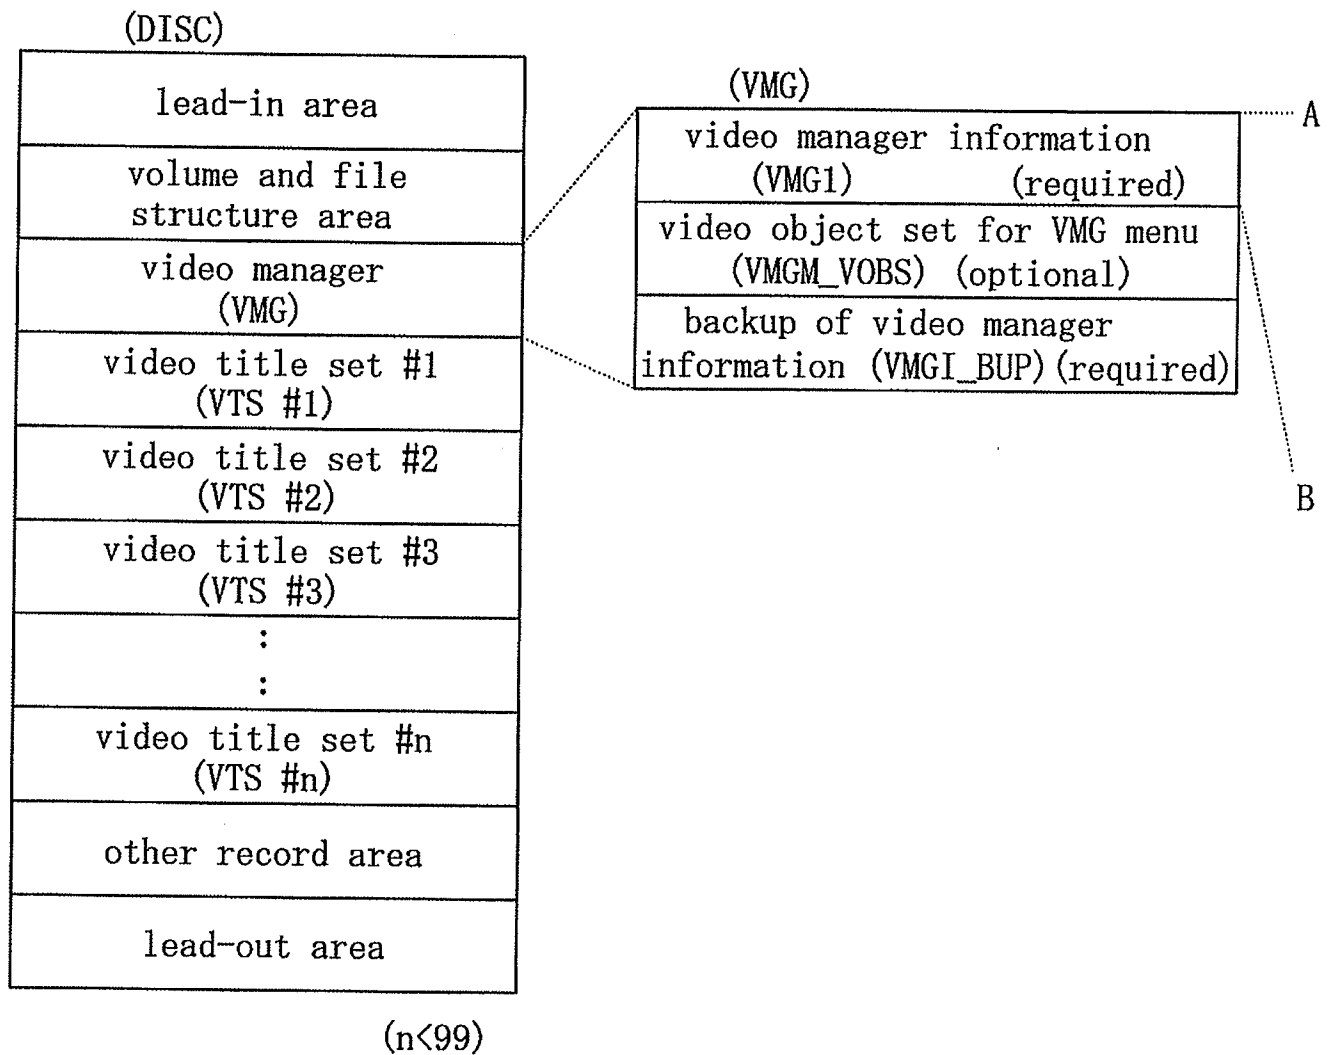 (DISC)
lead-in area
volume and file
structure area
video manager
(VMG)
video title set #1
(VTS #1)
video title set #2
(VTS #2)
video title set #3
(VTS #3)
:
:
video title set #n
(VTS #n)
other record area
lead-out area
(n<99)
(VMG)
video manager information
(VMG1) (required)
video object set for VMG menu
(VMGM_VOBS) (optional)
backup of video manager
information (VMGI_BUP) (required)
A
B